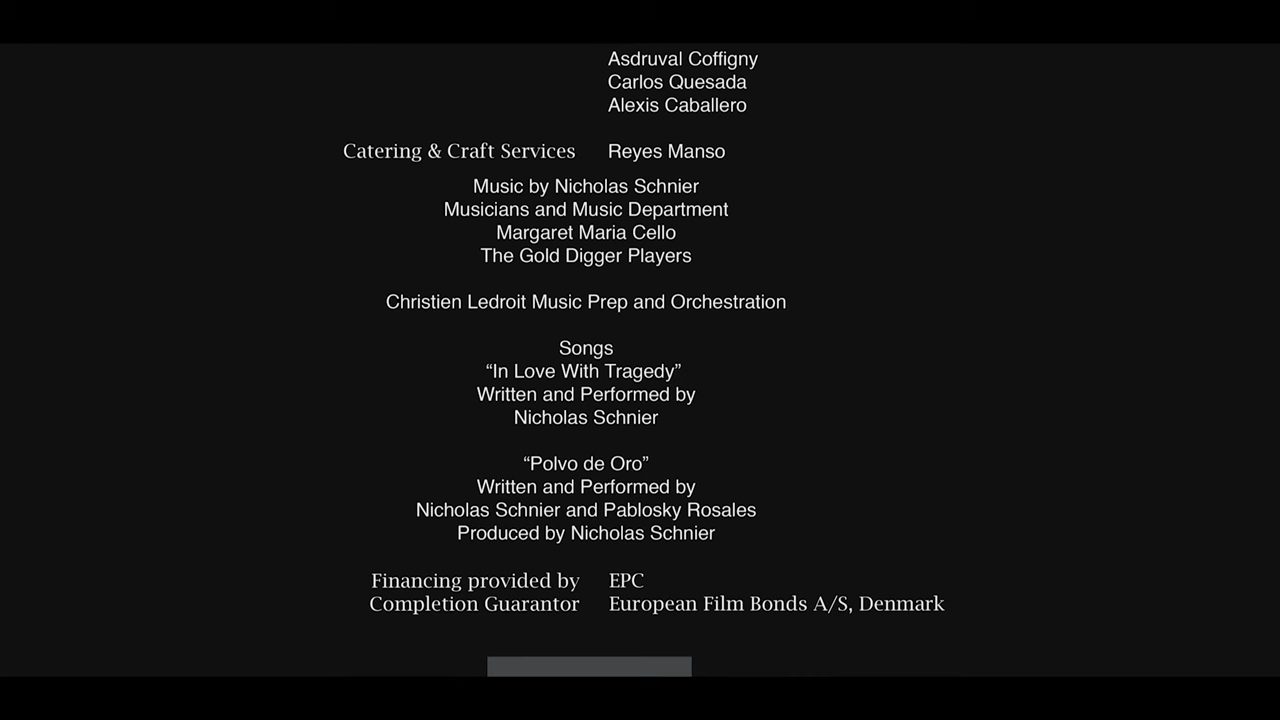 Asdruval Coffigny
Carlos Quesada
Alexis Caballero
Catering & Craft Services Reyes Manso
Music by Nicholas Schnier
Musicians and Music Department
Margaret Maria Cello
The Gold Digger Players
Christien Ledroit Music Prep and Orchestration
Songs
“In Love With Tragedy”
Written and Performed by
Nicholas Schnier
“Polvo de Oro”
Written and Performed by
Nicholas Schnier and Pablosky Rosales
Produced by Nicholas Schnier
Financing provided by EPC
Completion Guarantor European Film Bonds A/S, Denmark